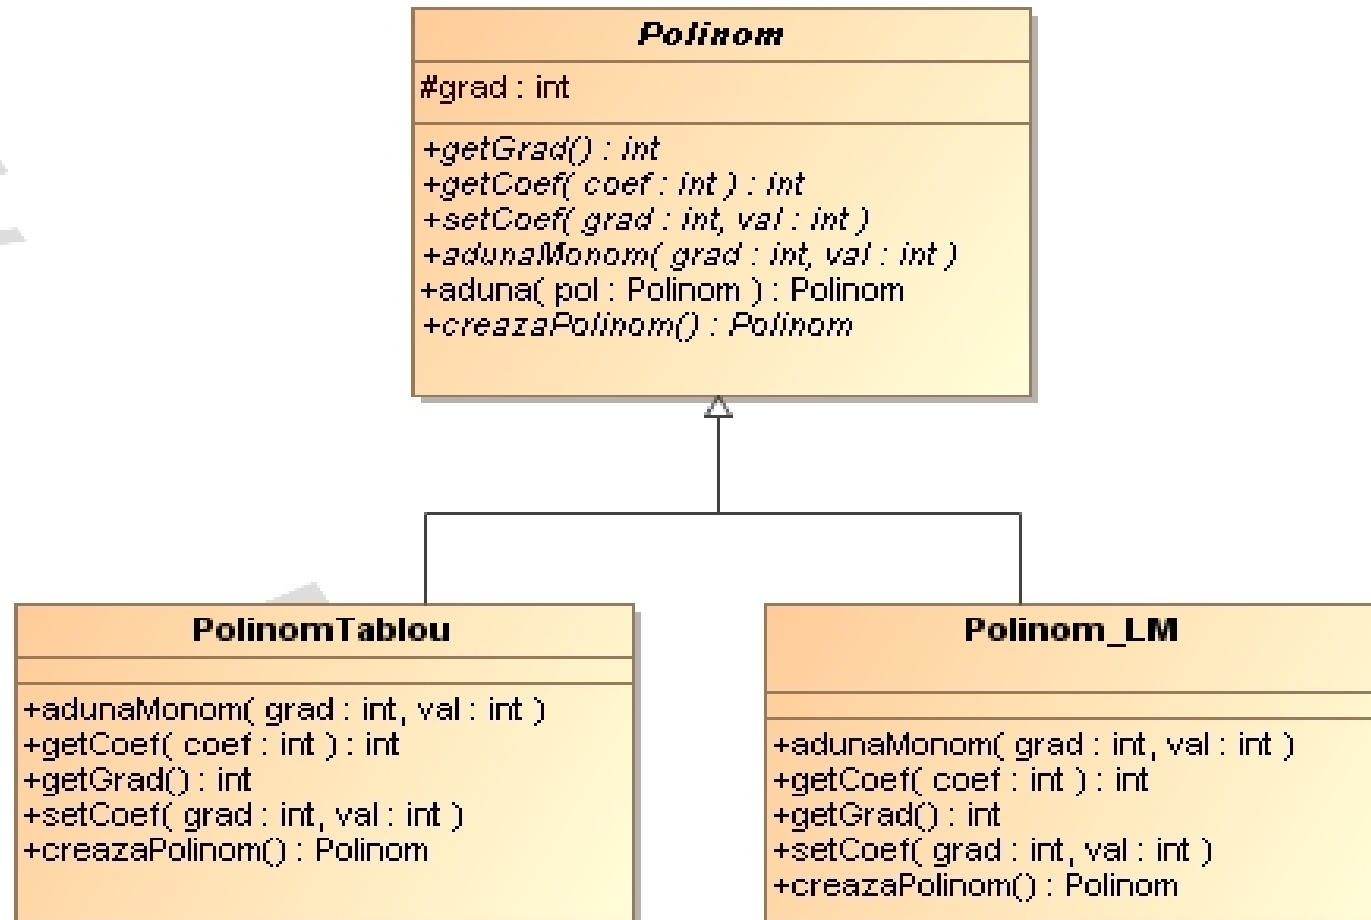 Polinom
#grad : int
+getGrad() : int
+getCoef( coef : int ) : int
+setCoef( grad : int, val : int )
+adunaMonom( grad : int, val : int )
+aduna( pol : Polinom ) : Polinom
+creazaPolinom() : Polinom
PolinomTablou
+adunaMonom( grad : int, val : int )
+getCoef( coef : int ) : int
+getGrad() : int
+setCoef( grad : int, val : int )
+creazaPolinom() : Polinom
Polinom_LM
+adunaMonom( grad : int, val : int )
+getCoef( coef : int ) : int
+getGrad() : int
+setCoef( grad : int, val : int )
+creazaPolinom() : Polinom